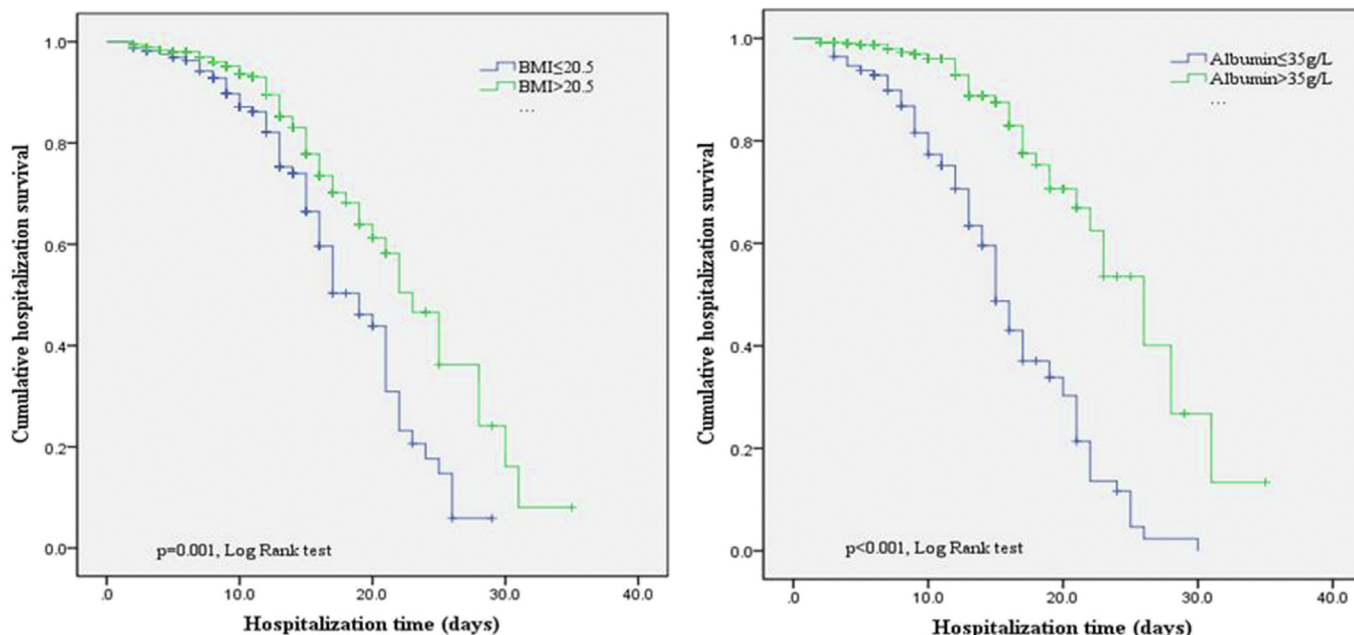 Cumulative hospitalization survival
1.0
0.8
0.6
0.4
0.2
0.0
BMI≤20.5
BMI>20.5
...
p=0.001, Log Rank test
.0 10.0 20.0 30.0 40.0
Hospitalization time (days)
Cumulative hospitalization survival
1.0
0.8
0.6
0.4
0.2
0.0
Albumin≤35g/L
Albumin>35g/L
...
p<0.001, Log Rank test
.0 10.0 20.0 30.0 40.0
Hospitalization time (days)